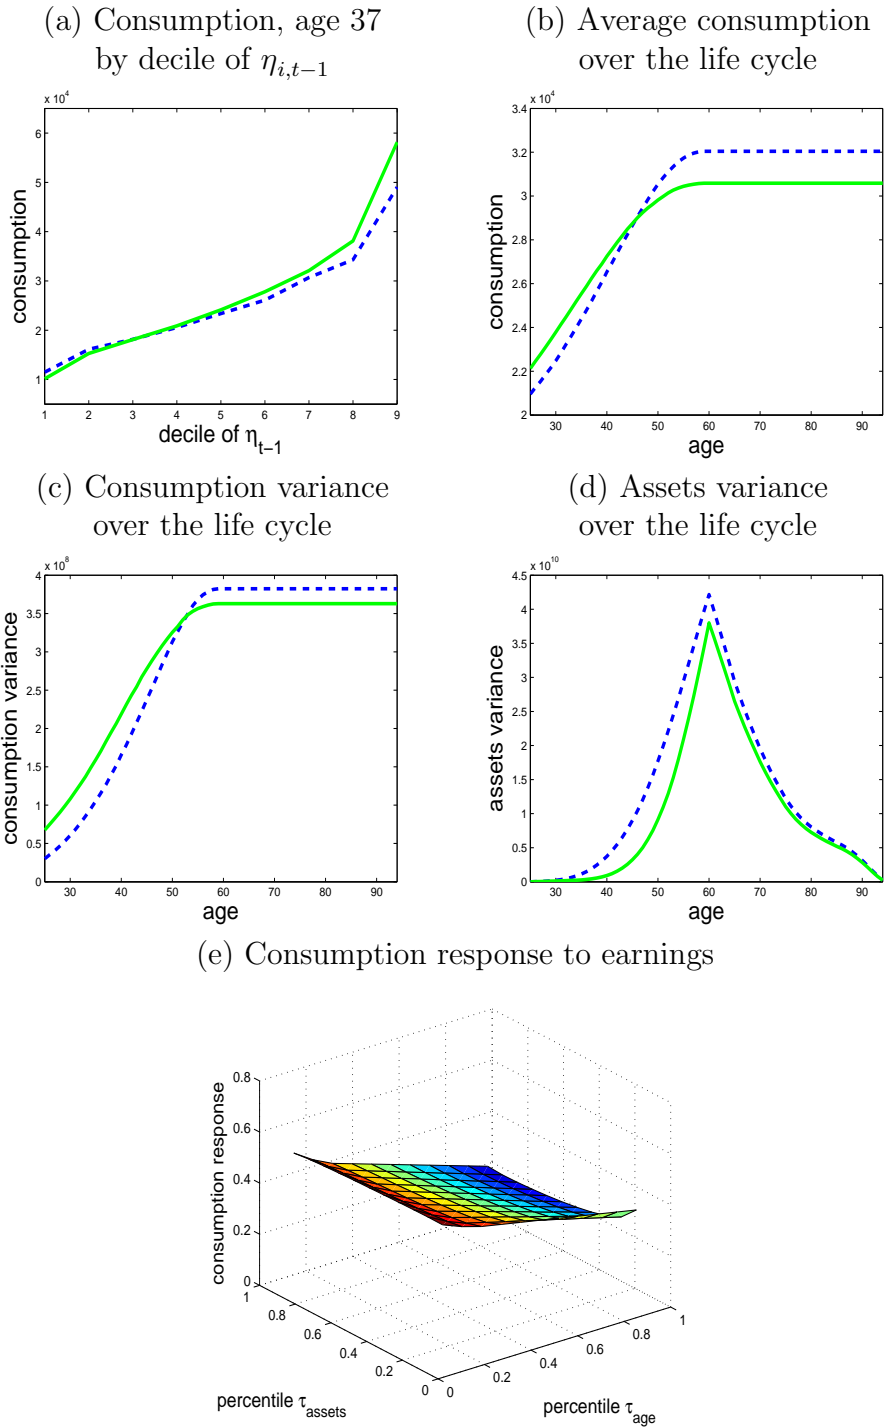 (a) Consumption, age 37
by decile of η_{i,t−1}
(b) Average consumption
over the life cycle
x 10^4
6
5
4
3
2
1
consumption
1 2 3 4 5 6 7 8 9
decile of η_{t−1}
x 10^4
3.4
3.2
3
2.8
2.6
2.4
2.2
2
consumption
30 40 50 60 70 80 90
age
(c) Consumption variance
over the life cycle
(d) Assets variance
over the life cycle
x 10^8
4
3.5
3
2.5
2
1.5
1
0.5
0
consumption variance
30 40 50 60 70 80 90
age
x 10^10
4.5
4
3.5
3
2.5
2
1.5
1
0.5
0
assets variance
30 40 50 60 70 80 90
age
(e) Consumption response to earnings
0.8
0.6
0.4
0.2
0
consumption response
1
0.8
0.6
0.4
0.2
0
percentile τ_{assets}
0
0.2
0.4
0.6
0.8
1
percentile τ_{age}